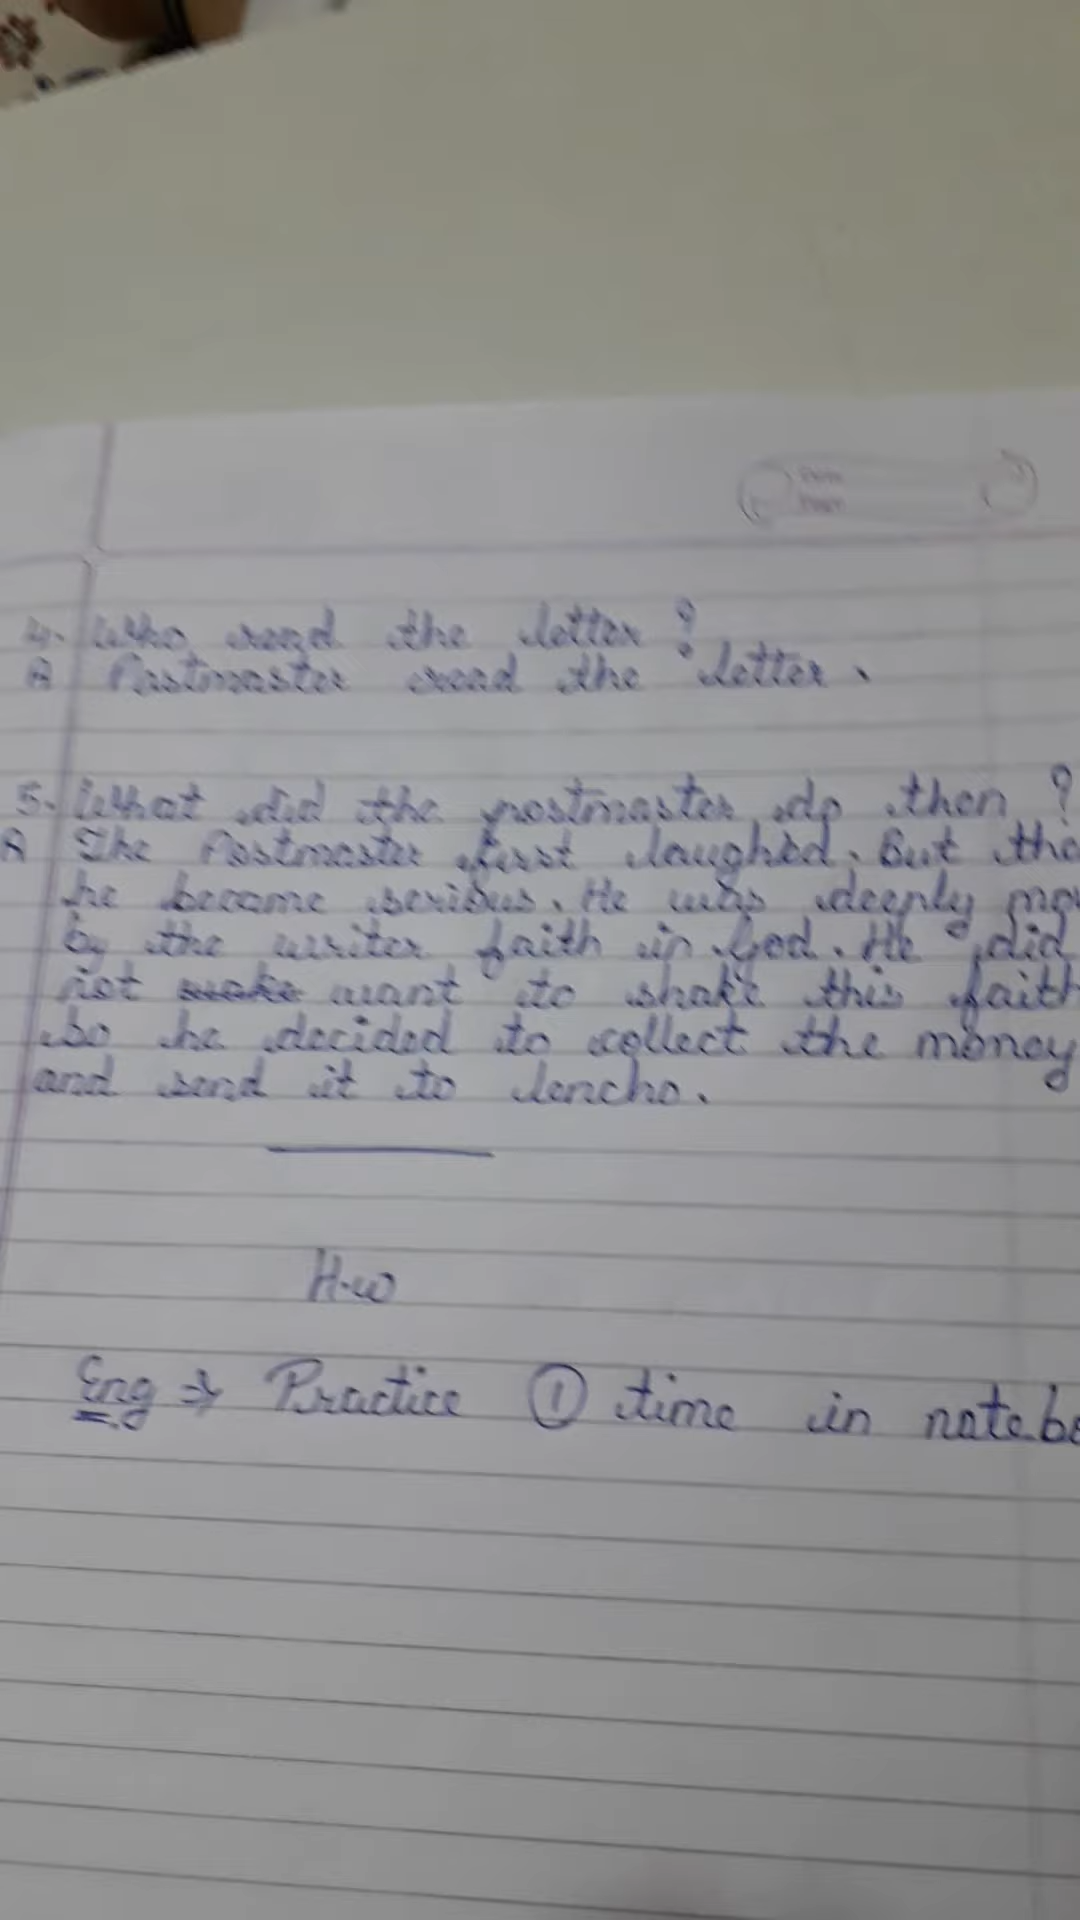 4. Who read the letter ?
A Postmaster read the letter.
5. What did the postmaster do then ?
A The Postmaster first laughed. But the
he became serious. He was deeply mov
by the writer faith in God. He did
not want to shake this faith
so he decided to collect the money
and send it to Lencho.
H.w
Eng ⇒ Practice ① time in notebo